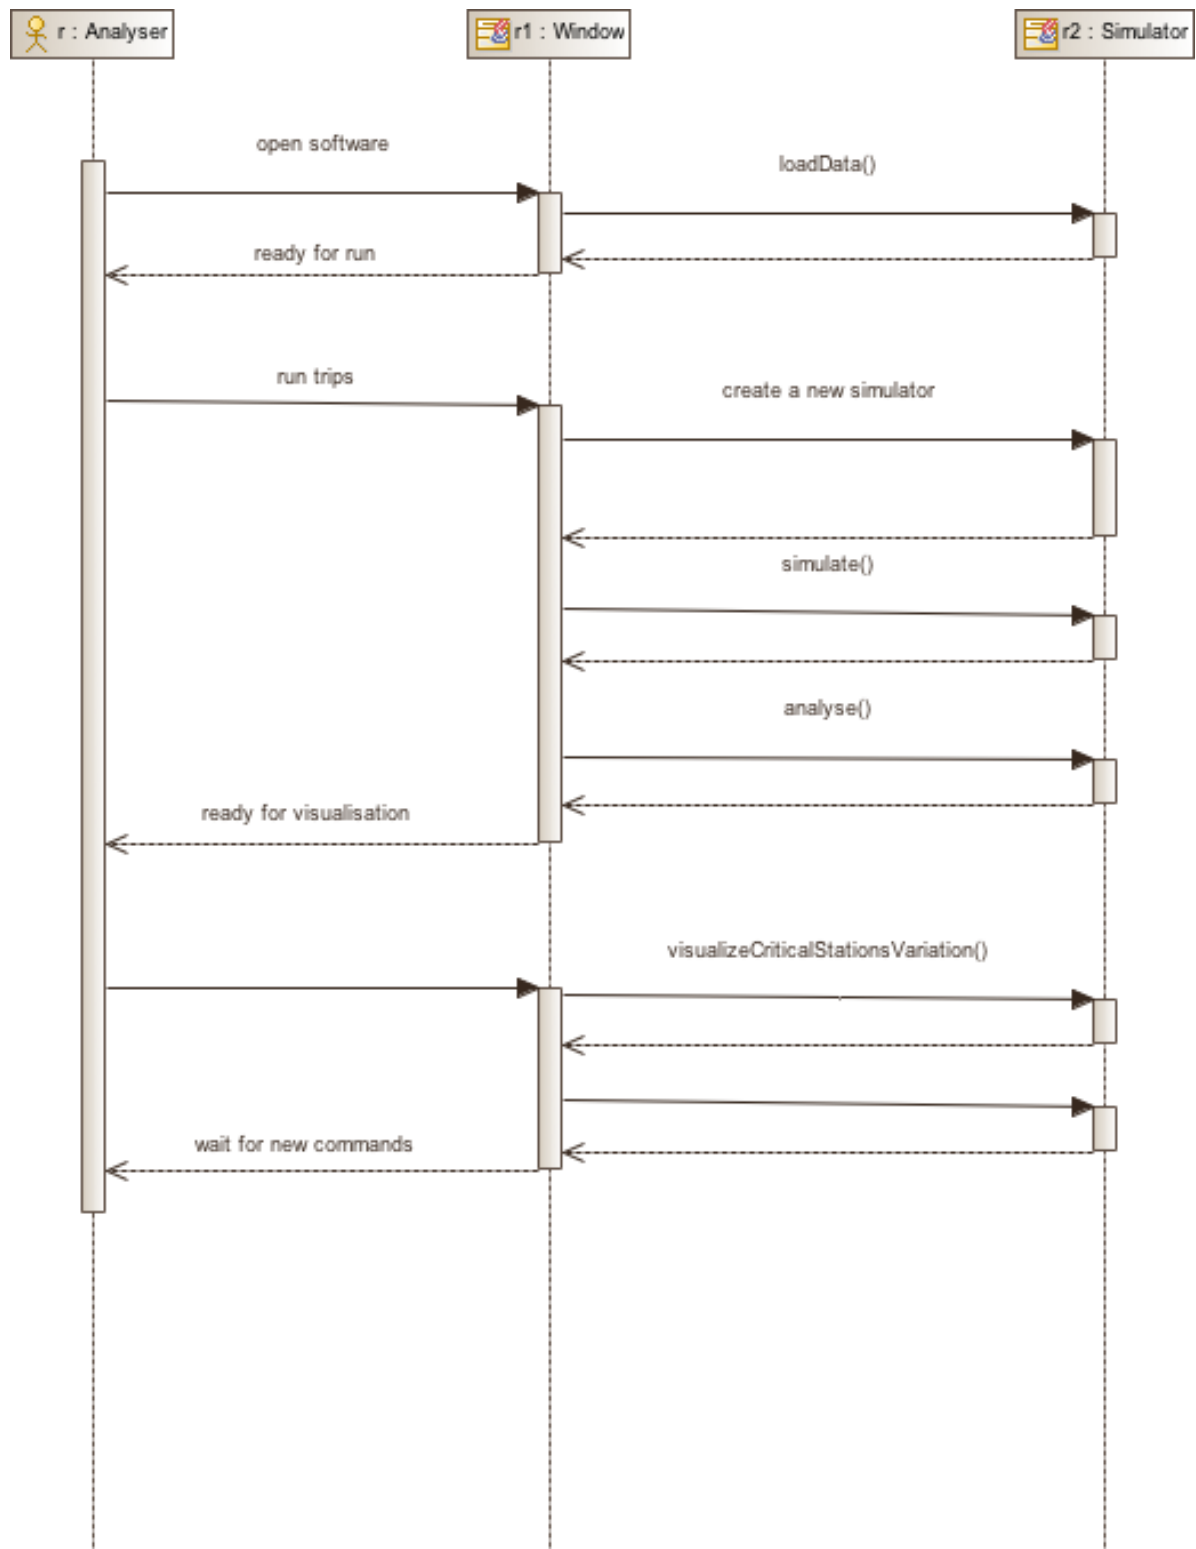 r : Analyser
r1 : Window
r2 : Simulator
open software
loadData()
ready for run
run trips
create a new simulator
simulate()
analyse()
ready for visualisation
visualizeCriticalStationsVariation()
wait for new commands